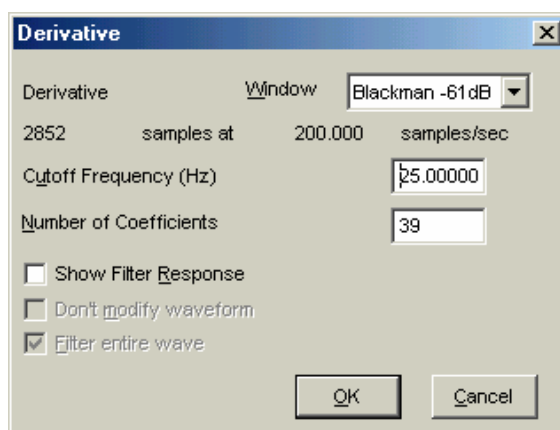 Derivative
Derivative Window Blackman -61dB
2852 samples at 200.000 samples/sec
Cutoff Frequency (Hz) 25.00000
Number of Coefficients 39
Show Filter Response
Don't modify waveform
Filter entire wave
OK Cancel